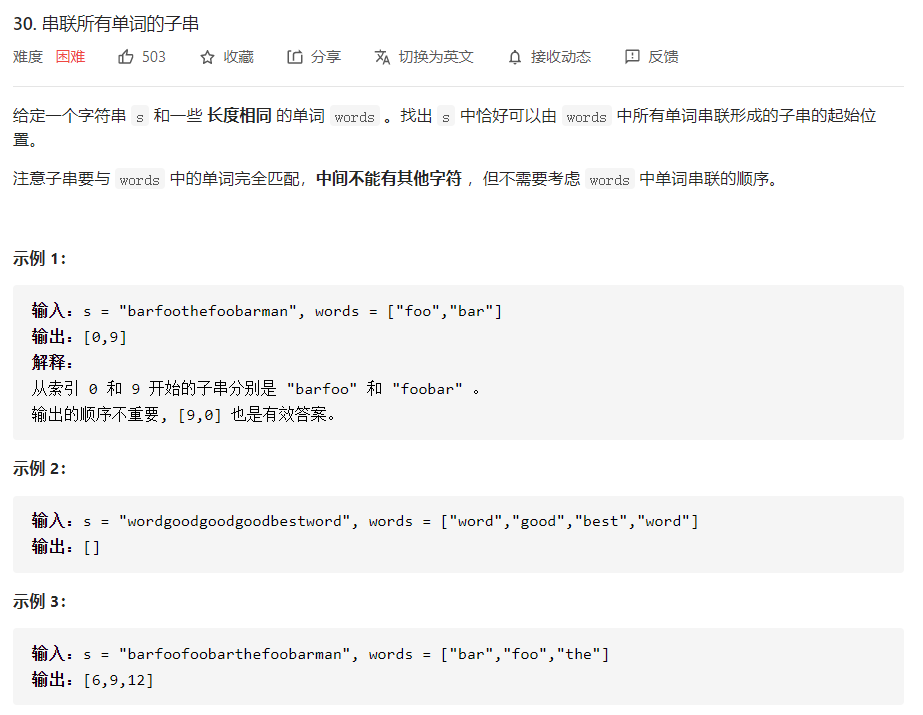 30. 串联所有单词的子串
难度 困难 503 收藏 分享 切换为英文 接收动态 反馈
给定一个字符串 s 和一些 长度相同 的单词 words 。找出 s 中恰好可以由 words 中所有单词串联形成的子串的起始位
置。
注意子串要与 words 中的单词完全匹配，中间不能有其他字符 ，但不需要考虑 words 中单词串联的顺序。
示例 1：
输入：s = "barfoothefoobarman", words = ["foo","bar"]
输出：[0,9]
解释：
从索引 0 和 9 开始的子串分别是 "barfoo" 和 "foobar" 。
输出的顺序不重要, [9,0] 也是有效答案。
示例 2：
输入：s = "wordgoodgoodgoodbestword", words = ["word","good","best","word"]
输出：[]
示例 3：
输入：s = "barfoofoobarthefoobarman", words = ["bar","foo","the"]
输出：[6,9,12]